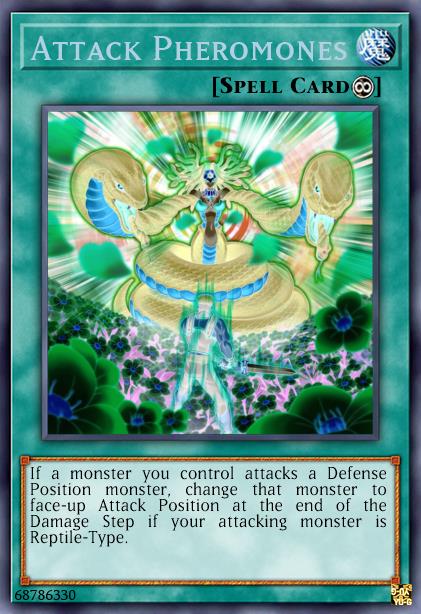 ATTACK PHEROMONES
魔
[SPELL CARD]
If a monster you control attacks a Defense
Position monster, change that monster to
face-up Attack Position at the end of the
Damage Step if your attacking monster is
Reptile-Type.
68786330